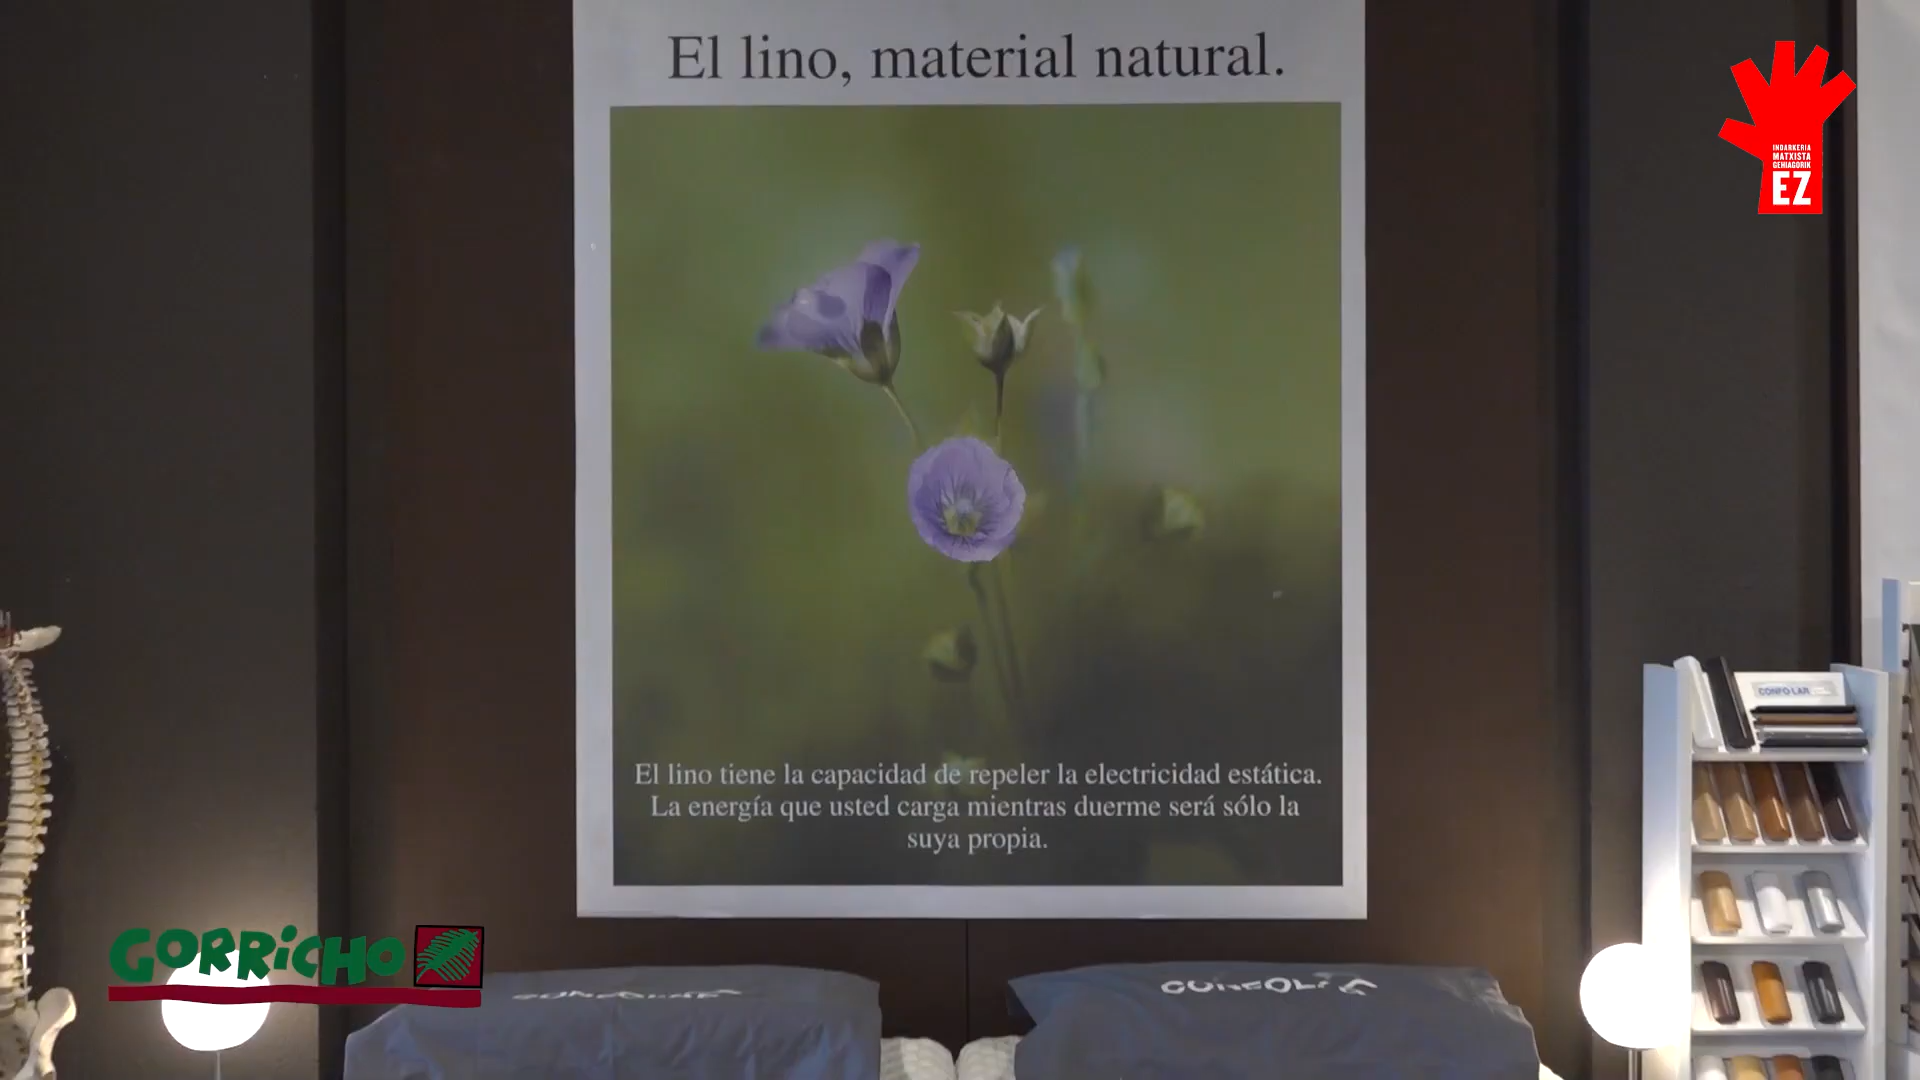 El lino, material natural.
INDARKERIA
MATXISTA
GEHIAGORIK
EZ
CONFOLAR
El lino tiene la capacidad de repeler la electricidad estática.
La energía que usted carga mientras duerme será sólo la
suya propia.
GORRiCHO